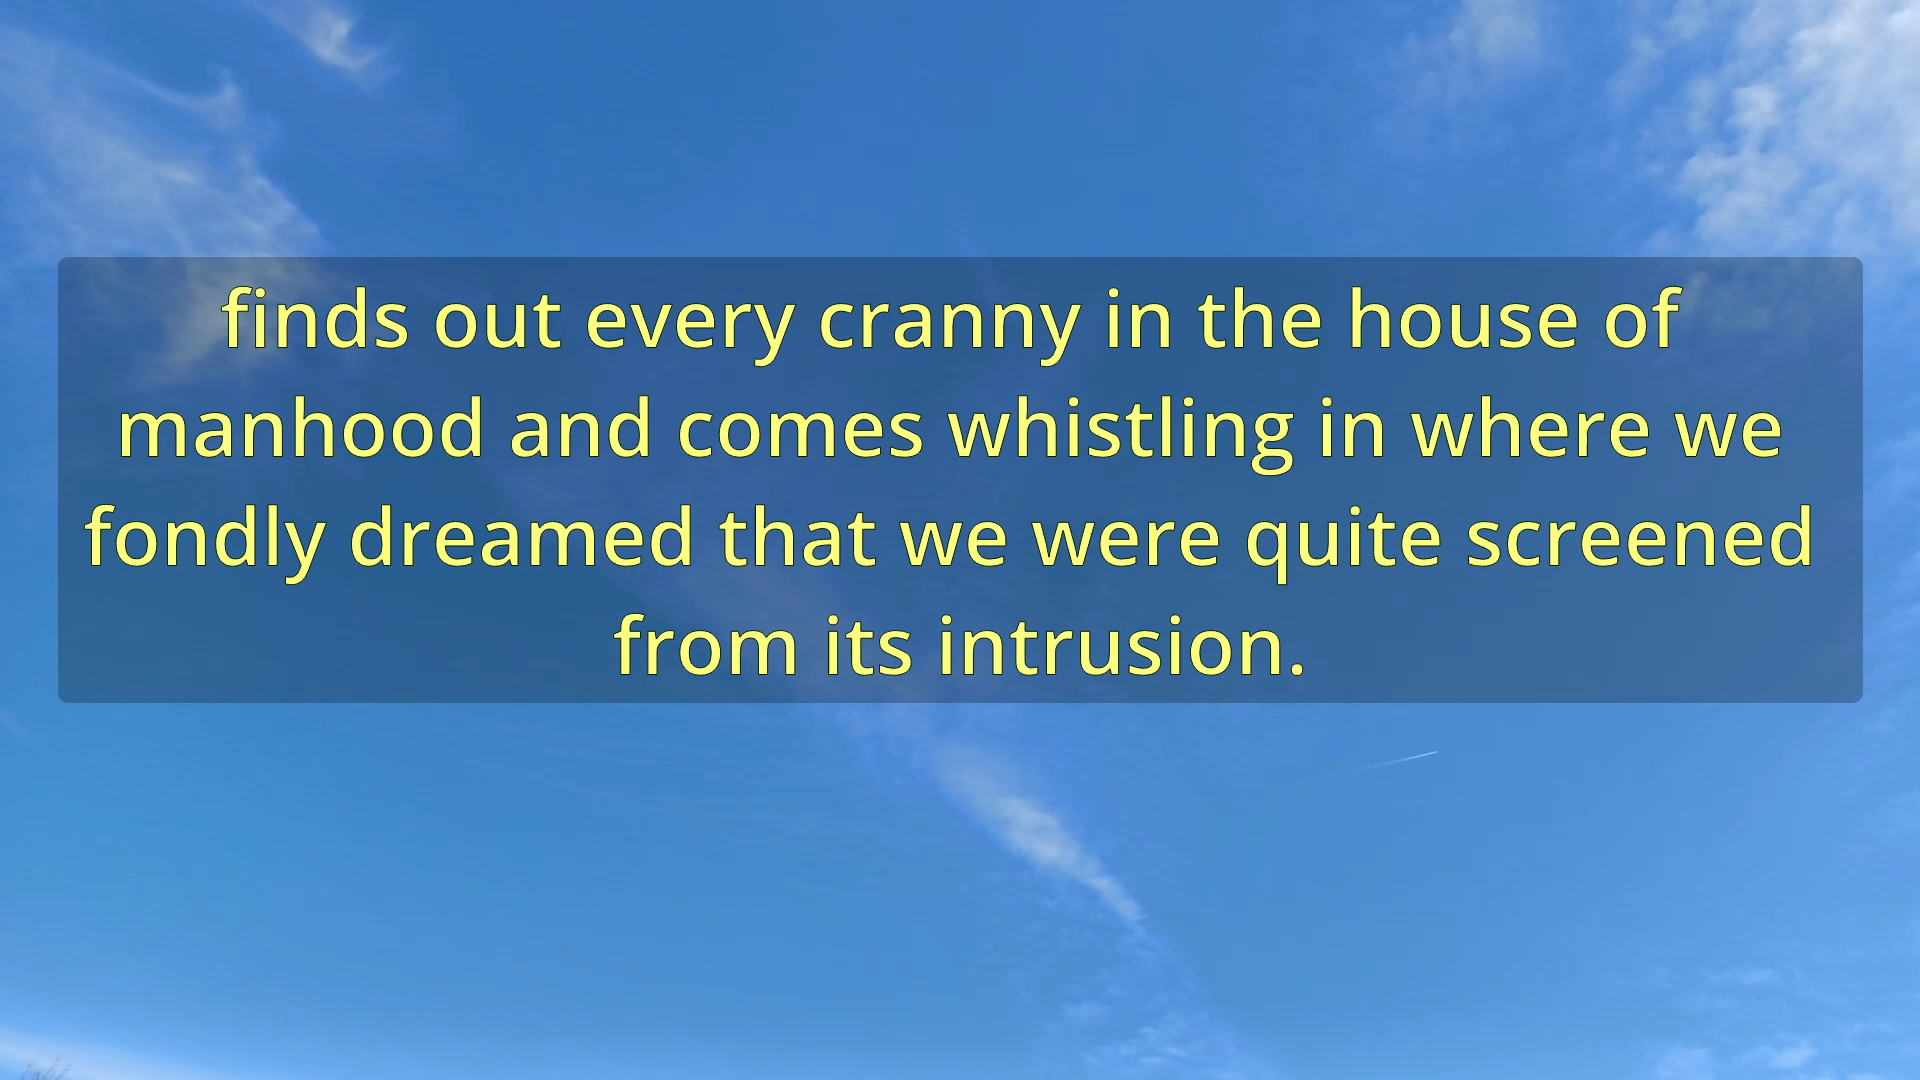 finds out every cranny in the house of
manhood and comes whistling in where we
fondly dreamed that we were quite screened
from its intrusion.